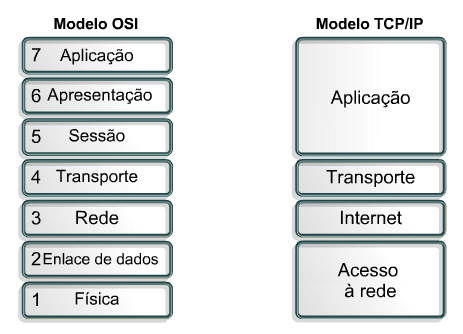 Modelo OSI
7 Aplicação
6 Apresentação
5 Sessão
4 Transporte
3 Rede
2 Enlace de dados
1 Física
Modelo TCP/IP
Aplicação
Transporte
Internet
Acesso
à rede